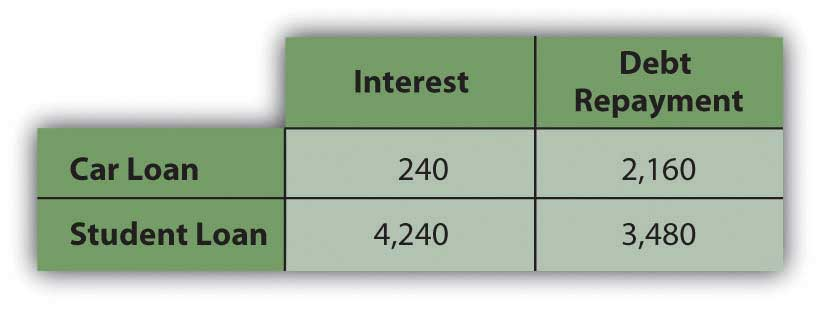 Interest
Debt
Repayment
Car Loan 240 2,160
Student Loan 4,240 3,480